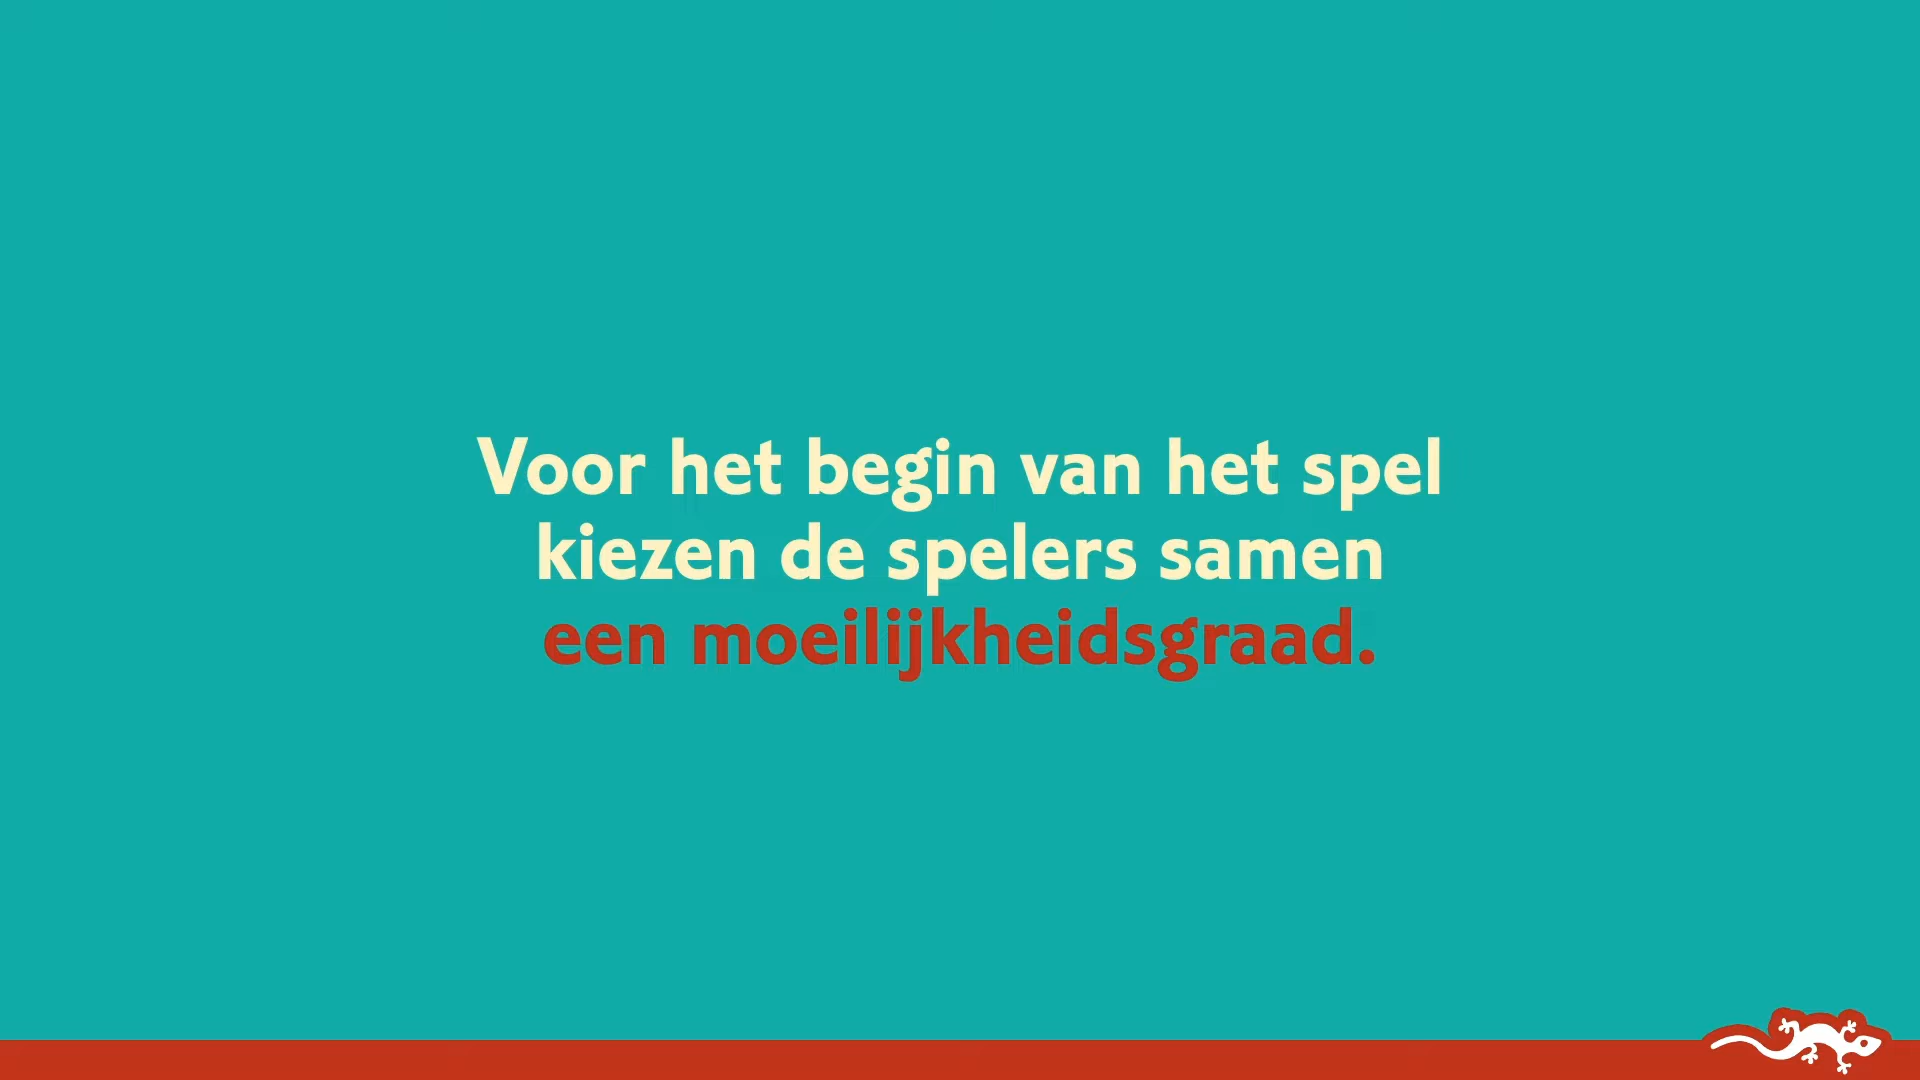 Voor het begin van het spel
kiezen de spelers samen
een moeilijkheidsgraad.